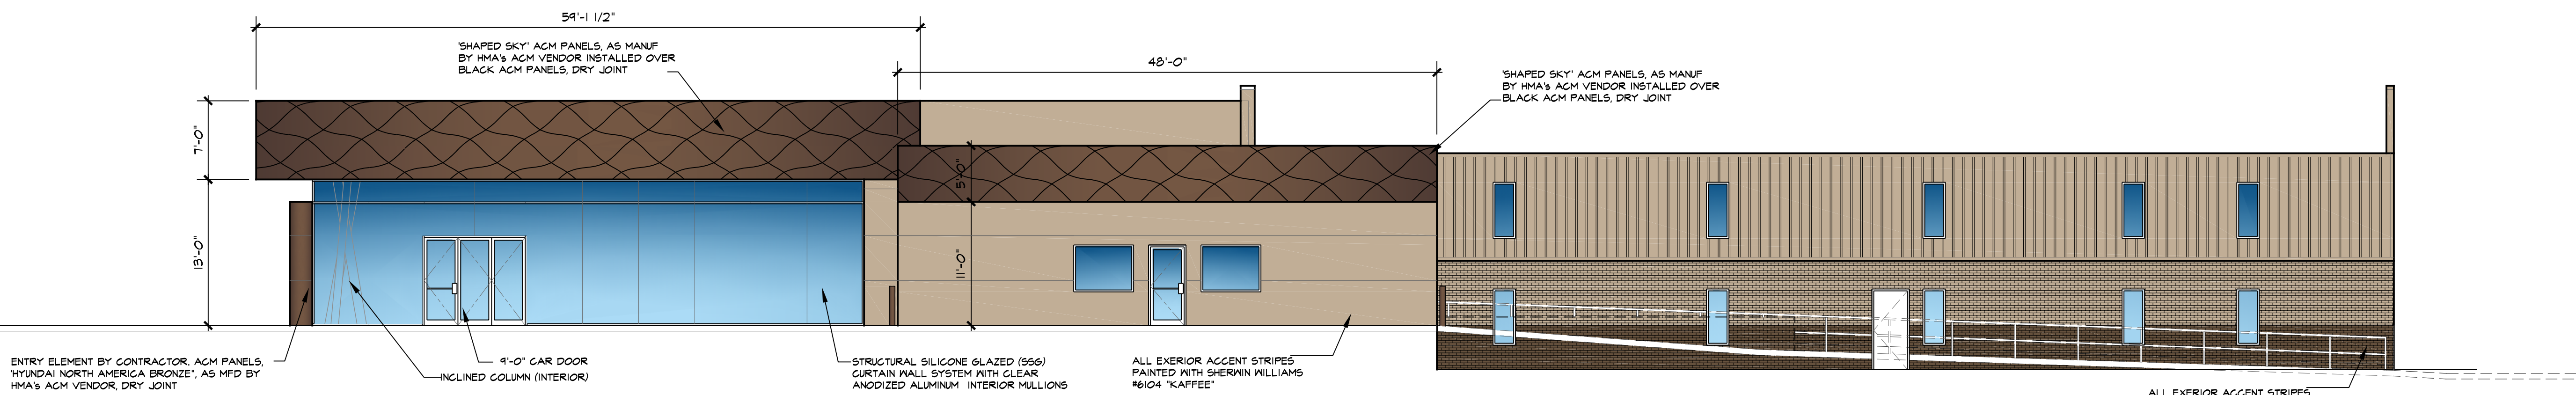 59'-1 1/2"
'SHAPED SKY' ACM PANELS, AS MANUF
BY HMA's ACM VENDOR INSTALLED OVER
BLACK ACM PANELS, DRY JOINT
48'-0"
'SHAPED SKY' ACM PANELS, AS MANUF
BY HMA's ACM VENDOR INSTALLED OVER
BLACK ACM PANELS, DRY JOINT
7'-0"
13'-0"
5'-0"
11'-0"
ENTRY ELEMENT BY CONTRACTOR, ACM PANELS,
'HYUNDAI NORTH AMERICA BRONZE", AS MFD BY
HMA's ACM VENDOR, DRY JOINT
9'-0" CAR DOOR
INCLINED COLUMN (INTERIOR)
STRUCTURAL SILICONE GLAZED (SSG)
CURTAIN WALL SYSTEM WITH CLEAR
ANODIZED ALUMINUM INTERIOR MULLIONS
ALL EXERIOR ACCENT STRIPES
PAINTED WITH SHERWIN WILLIAMS
#6104 "KAFFEE"
ALL EXERIOR ACCENT STRIPES